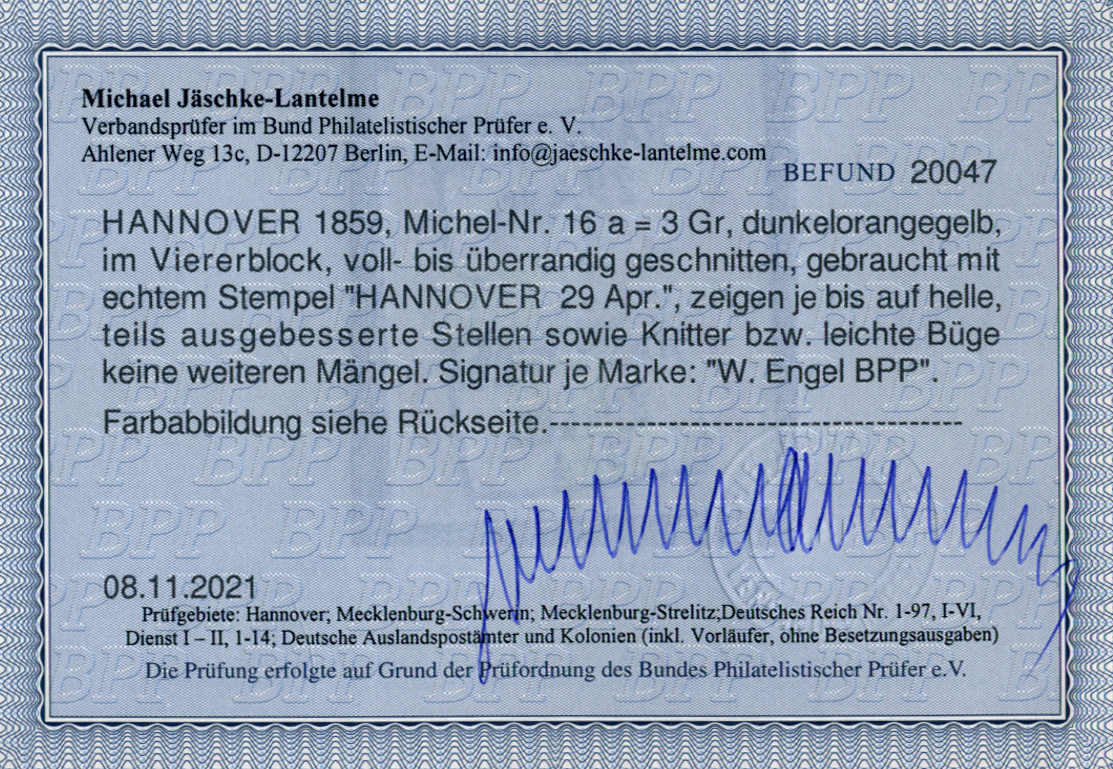 Michael Jäschke-Lantelme
Verbandsprüfer im Bund Philatelistischer Prüfer e. V.
Ahlener Weg 13c, D-12207 Berlin, E-Mail: info@jaeschke-lantelme.com
BEFUND 20047
HANNOVER 1859, Michel-Nr. 16 a = 3 Gr, dunkelorangegelb,
im Viererblock, voll- bis überrandig geschnitten, gebraucht mit
echtem Stempel "HANNOVER 29 Apr.", zeigen je bis auf helle,
teils ausgebesserte Stellen sowie Knitter bzw. leichte Büge
keine weiteren Mängel. Signatur je Marke: "W. Engel BPP".
Farbabbildung siehe Rückseite.---------------------------------------
08.11.2021
Prüfgebiete: Hannover; Mecklenburg-Schwerin; Mecklenburg-Strelitz;Deutsches Reich Nr. 1-97, I-VI,
Dienst I – II, 1-14; Deutsche Auslandspostämter und Kolonien (inkl. Vorläufer, ohne Besetzungsausgaben)
Die Prüfung erfolgte auf Grund der Prüfordnung des Bundes Philatelistischer Prüfer e.V.